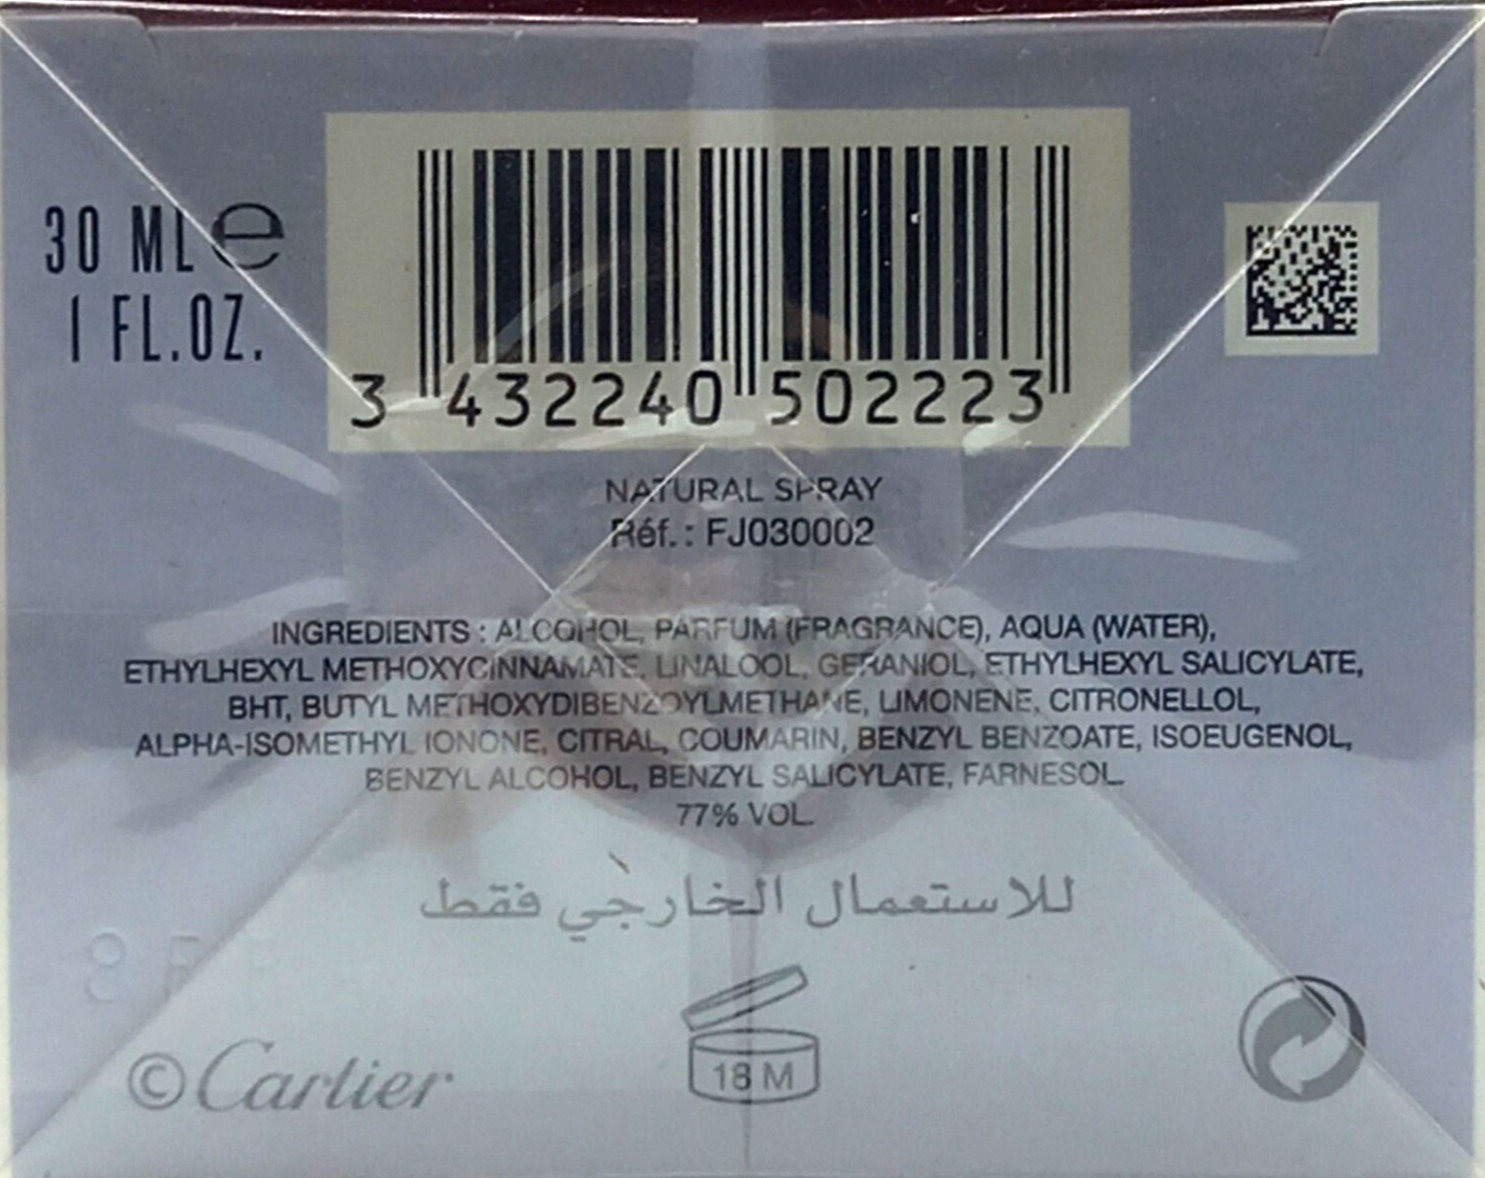 30 ML e
1 FL.OZ.
3 432240 502223
NATURAL SPRAY
Réf. : FJ030002
INGREDIENTS : ALCOHOL, PARFUM (FRAGRANCE), AQUA (WATER),
ETHYLHEXYL METHOXYCINNAMATE, LINALOOL, GERANIOL, ETHYLHEXYL SALICYLATE,
BHT, BUTYL METHOXYDIBENZOYLMETHANE, LIMONENE, CITRONELLOL,
ALPHA-ISOMETHYL IONONE, CITRAL, COUMARIN, BENZYL BENZOATE, ISOEUGENOL,
BENZYL ALCOHOL, BENZYL SALICYLATE, FARNESOL
77% VOL.
للاستعمال الخارجي فقط
© Cartier
18 M